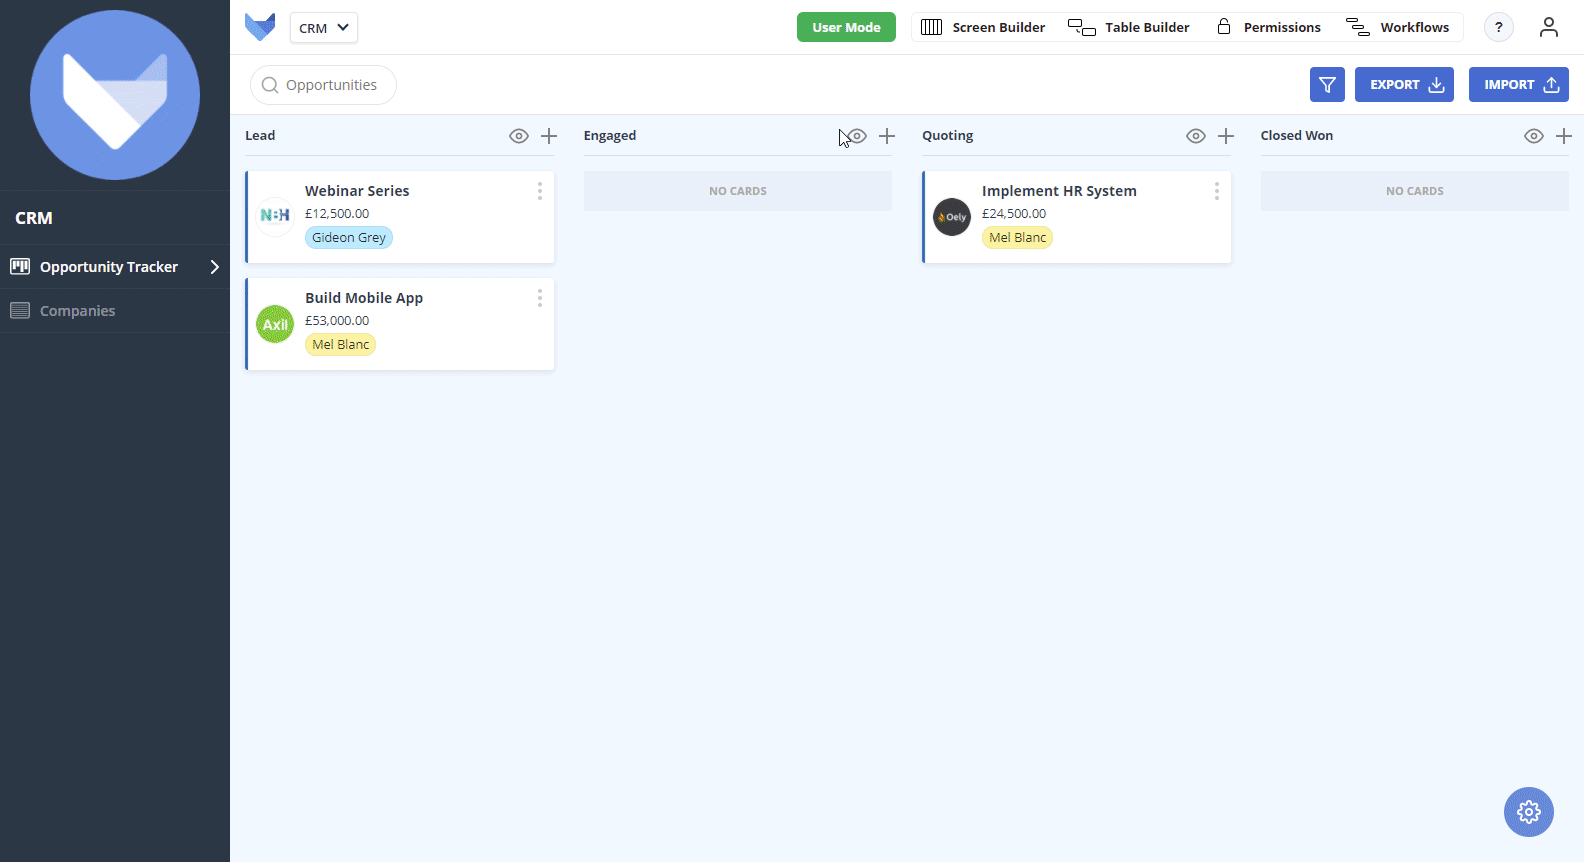 CRM
User Mode
Screen Builder
Table Builder
Permissions
Workflows
?
Opportunities
EXPORT
IMPORT
CRM
Opportunity Tracker
Companies
Lead
Webinar Series
£12,500.00
Gideon Grey
NBH
Build Mobile App
£53,000.00
Mel Blanc
Axil
Engaged
NO CARDS
Quoting
Implement HR System
£24,500.00
Mel Blanc
Oely
Closed Won
NO CARDS